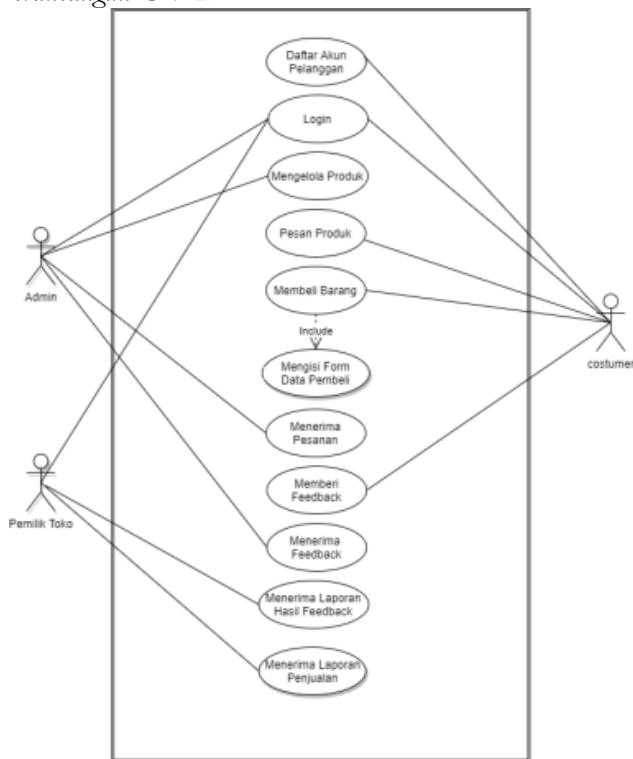 Daftar Akun
Pelanggan
Login
Mengelola Produk
Pesan Produk
Admin
Membeli Barang
Include
costumer
Mengisi Form
Data Pembeli
Menerima
Pesanan
Memberi
Feedback
Pemilik Toko
Menerima
Feedback
Menerima Laporan
Hasil Feedback
Menerima Laporan
Penjualan